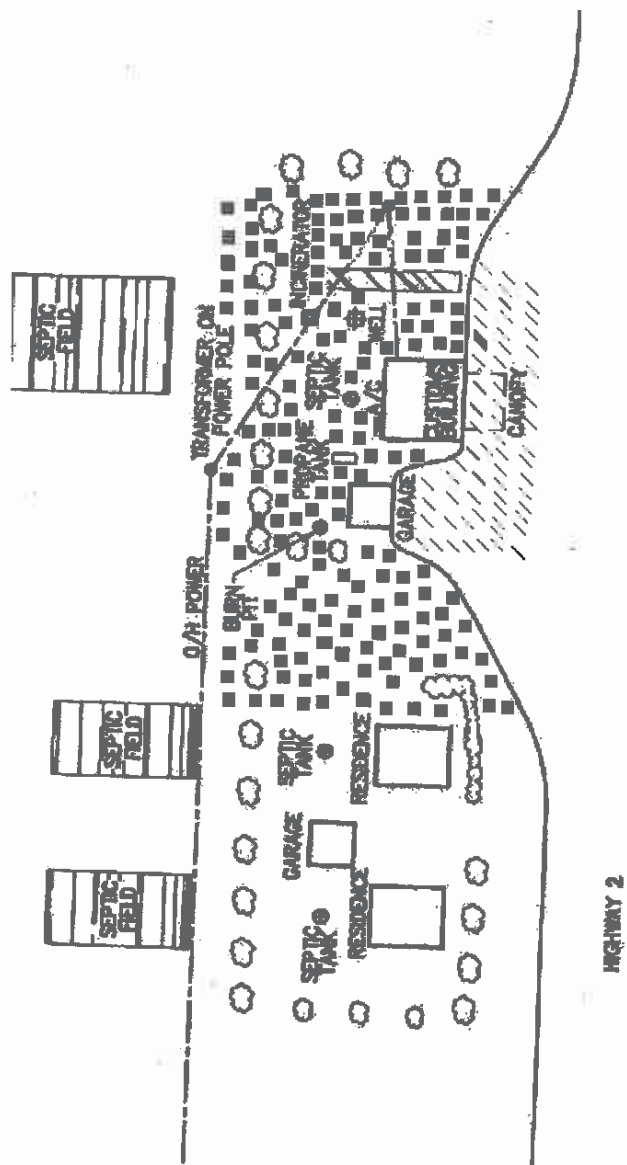 SEPTIC
FIELD
TRANSFORMER ON
POWER POLE
INCINERATOR
O/H POWER
BURN
PIT
PROPANE
TANK
SEPTIC
TANK
WELL
A/C
CUSTOMS
BUILDING
GARAGE
CANOPY
SEPTIC
FIELD
SEPTIC
TANK
RESIDENCE
GARAGE
SEPTIC
FIELD
SEPTIC
TANK
RESIDENCE
HIGHWAY 2